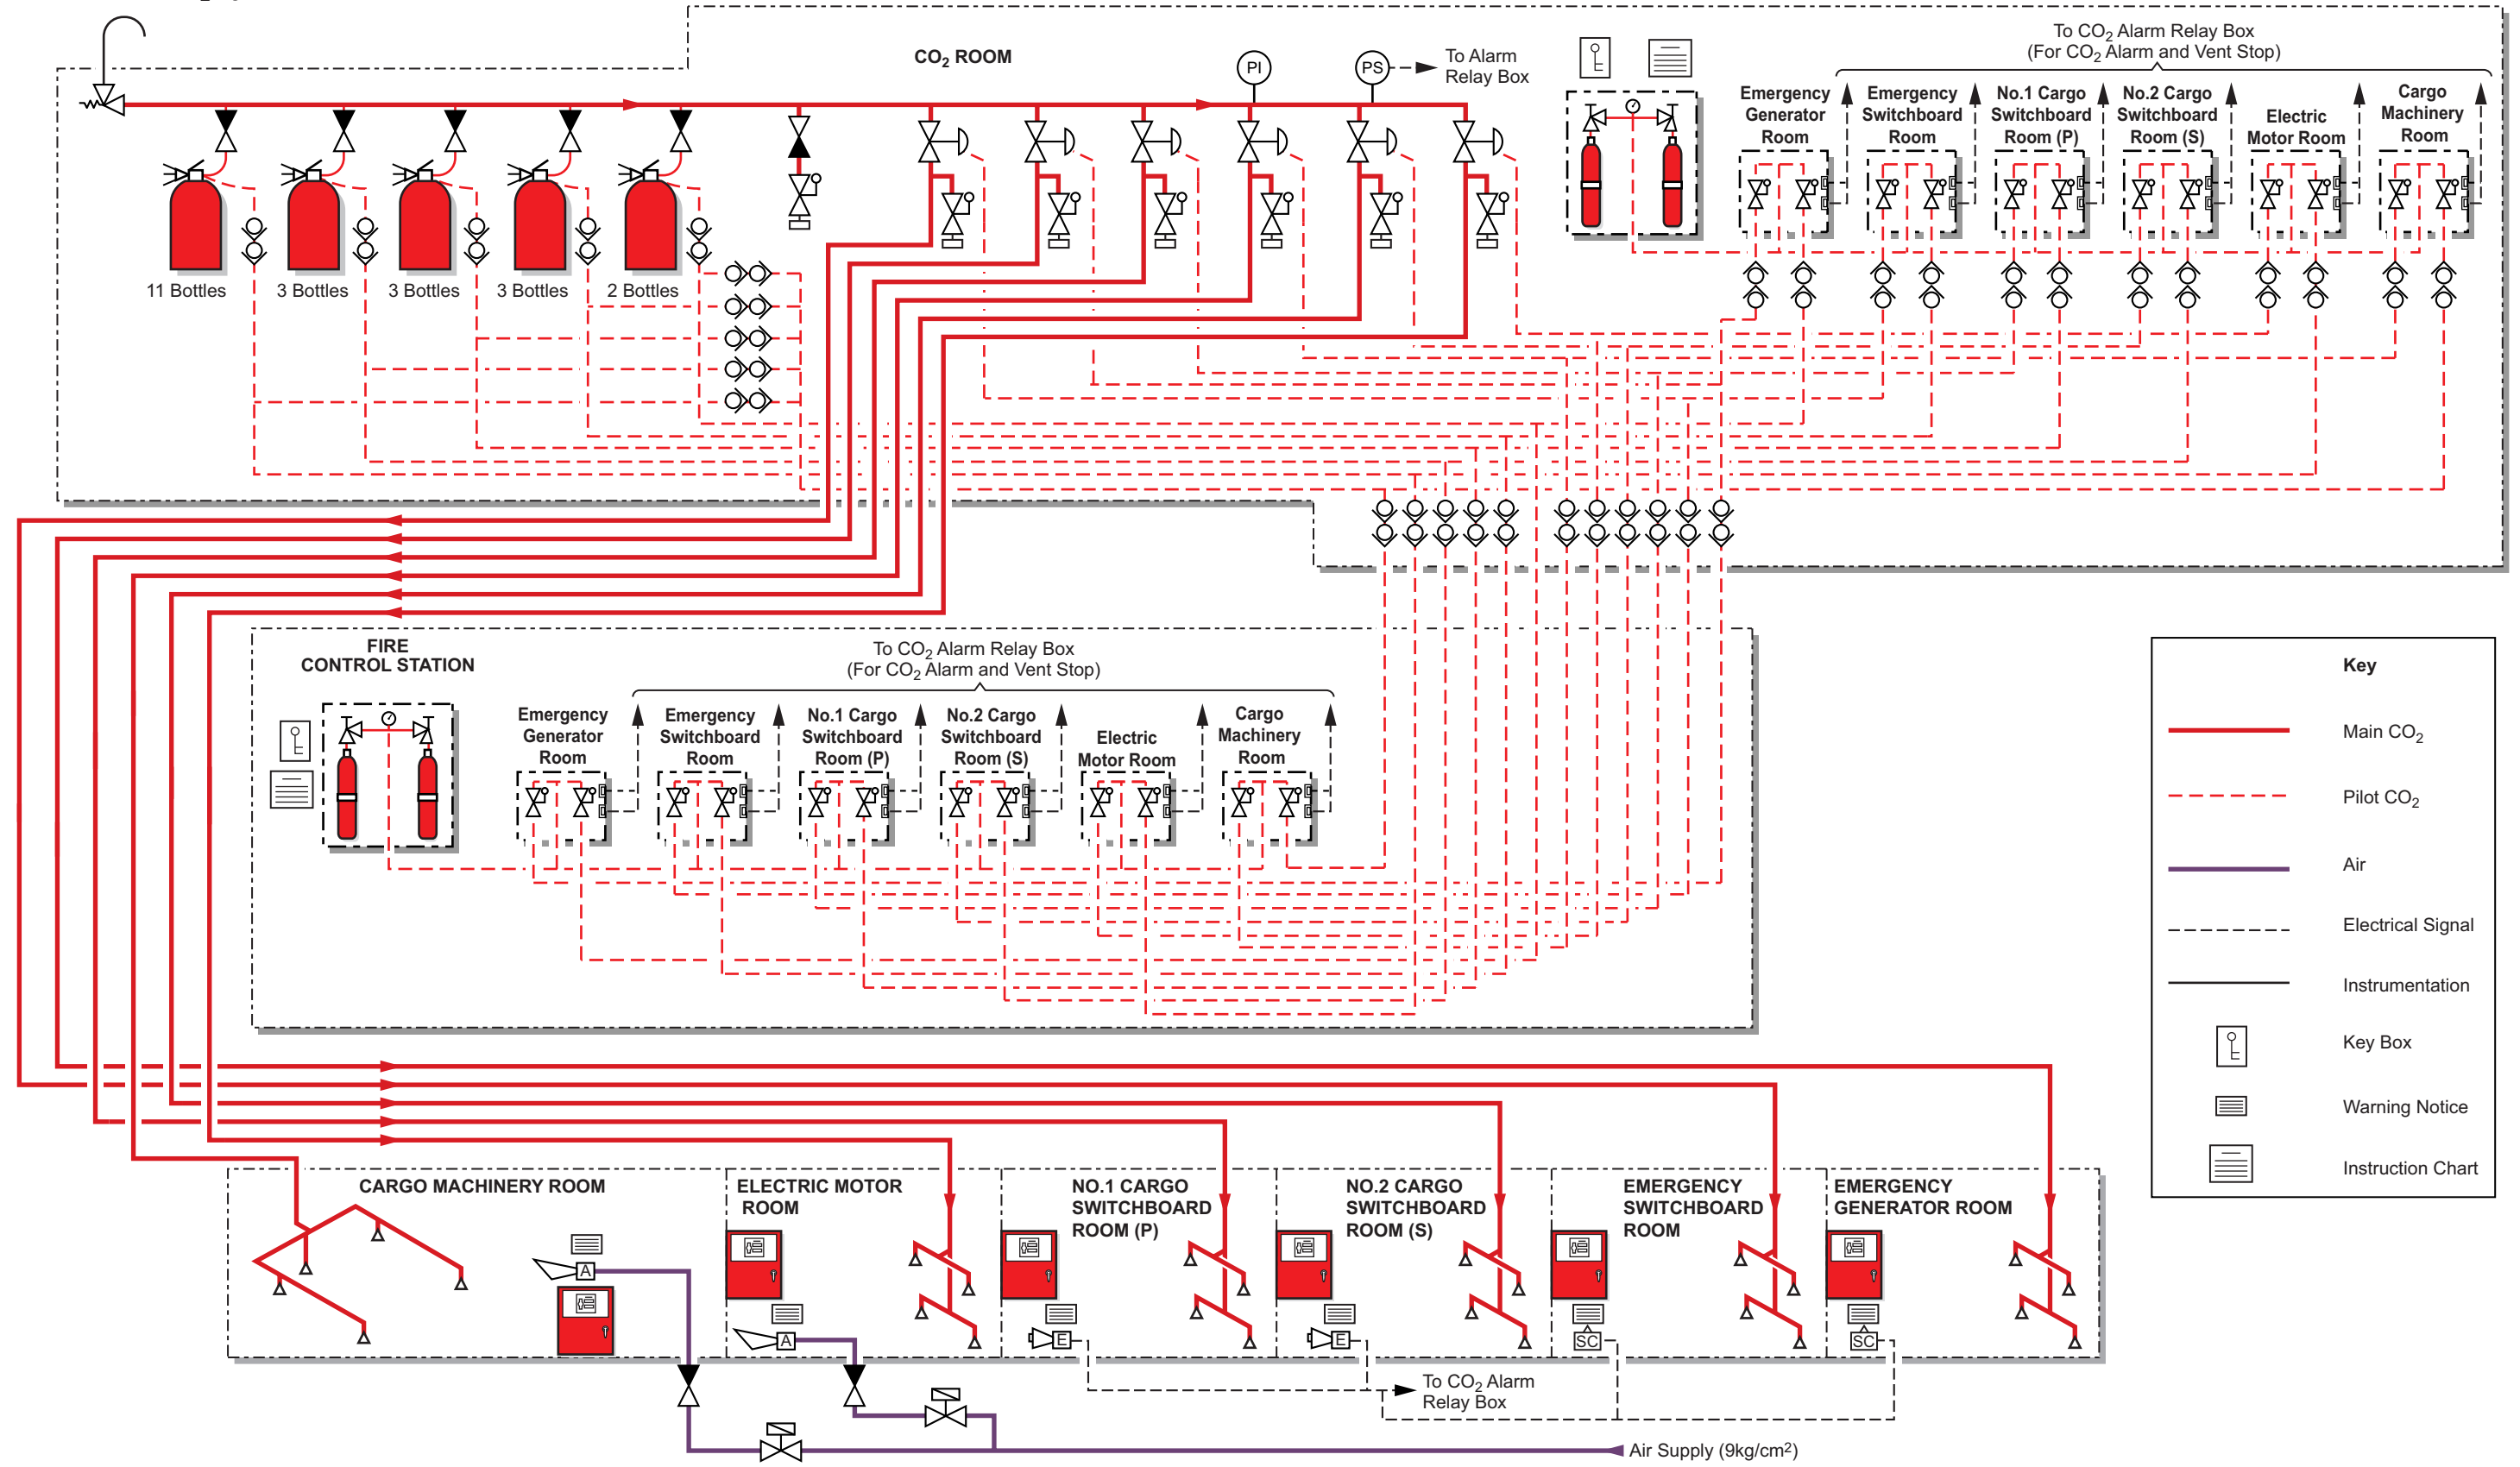 CO2 ROOM
PI
PS
To Alarm
Relay Box
To CO2 Alarm Relay Box
(For CO2 Alarm and Vent Stop)
Emergency
Generator
Room
Emergency
Switchboard
Room
No.1 Cargo
Switchboard
Room (P)
No.2 Cargo
Switchboard
Room (S)
Electric
Motor Room
Cargo
Machinery
Room
11 Bottles
3 Bottles
3 Bottles
3 Bottles
2 Bottles
FIRE
CONTROL STATION
To CO2 Alarm Relay Box
(For CO2 Alarm and Vent Stop)
Emergency
Generator
Room
Emergency
Switchboard
Room
No.1 Cargo
Switchboard
Room (P)
No.2 Cargo
Switchboard
Room (S)
Electric
Motor Room
Cargo
Machinery
Room
Key
Main CO2
Pilot CO2
Air
Electrical Signal
Instrumentation
Key Box
Warning Notice
Instruction Chart
CARGO MACHINERY ROOM
A
ELECTRIC MOTOR
ROOM
A
NO.1 CARGO
SWITCHBOARD
ROOM (P)
E
NO.2 CARGO
SWITCHBOARD
ROOM (S)
E
EMERGENCY
SWITCHBOARD
ROOM
SC
EMERGENCY
GENERATOR ROOM
SC
To CO2 Alarm
Relay Box
Air Supply (9kg/cm2)